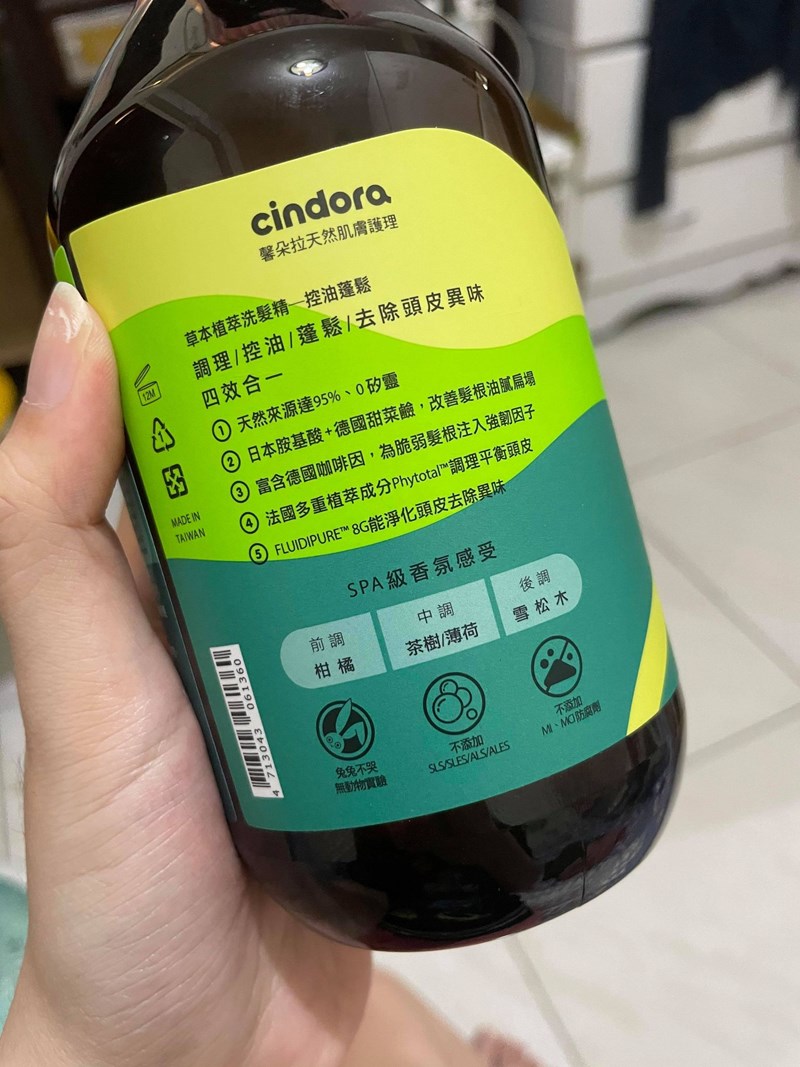 cindora
馨朵拉天然肌膚護理
草本植萃洗髮精—控油蓬鬆
調理/控油/蓬鬆/去除頭皮異味
四效合一
① 天然來源達95%、0矽靈
② 日本胺基酸+德國甜菜鹼，改善髮根油膩扁塌
③ 富含德國咖啡因，為脆弱髮根注入強韌因子
④ 法國多重植萃成分Phytotal™調理平衡頭皮
⑤ FLUIDIPURE™ 8G能淨化頭皮去除異味
12M
1
MADE IN
TAIWAN
SPA級香氛感受
前調
柑橘
中調
茶樹/薄荷
後調
雪松木
兔兔不哭
無動物實驗
不添加
SLS/SLES/ALS/ALES
不添加
MI、MCI防腐劑
4 713043 061360